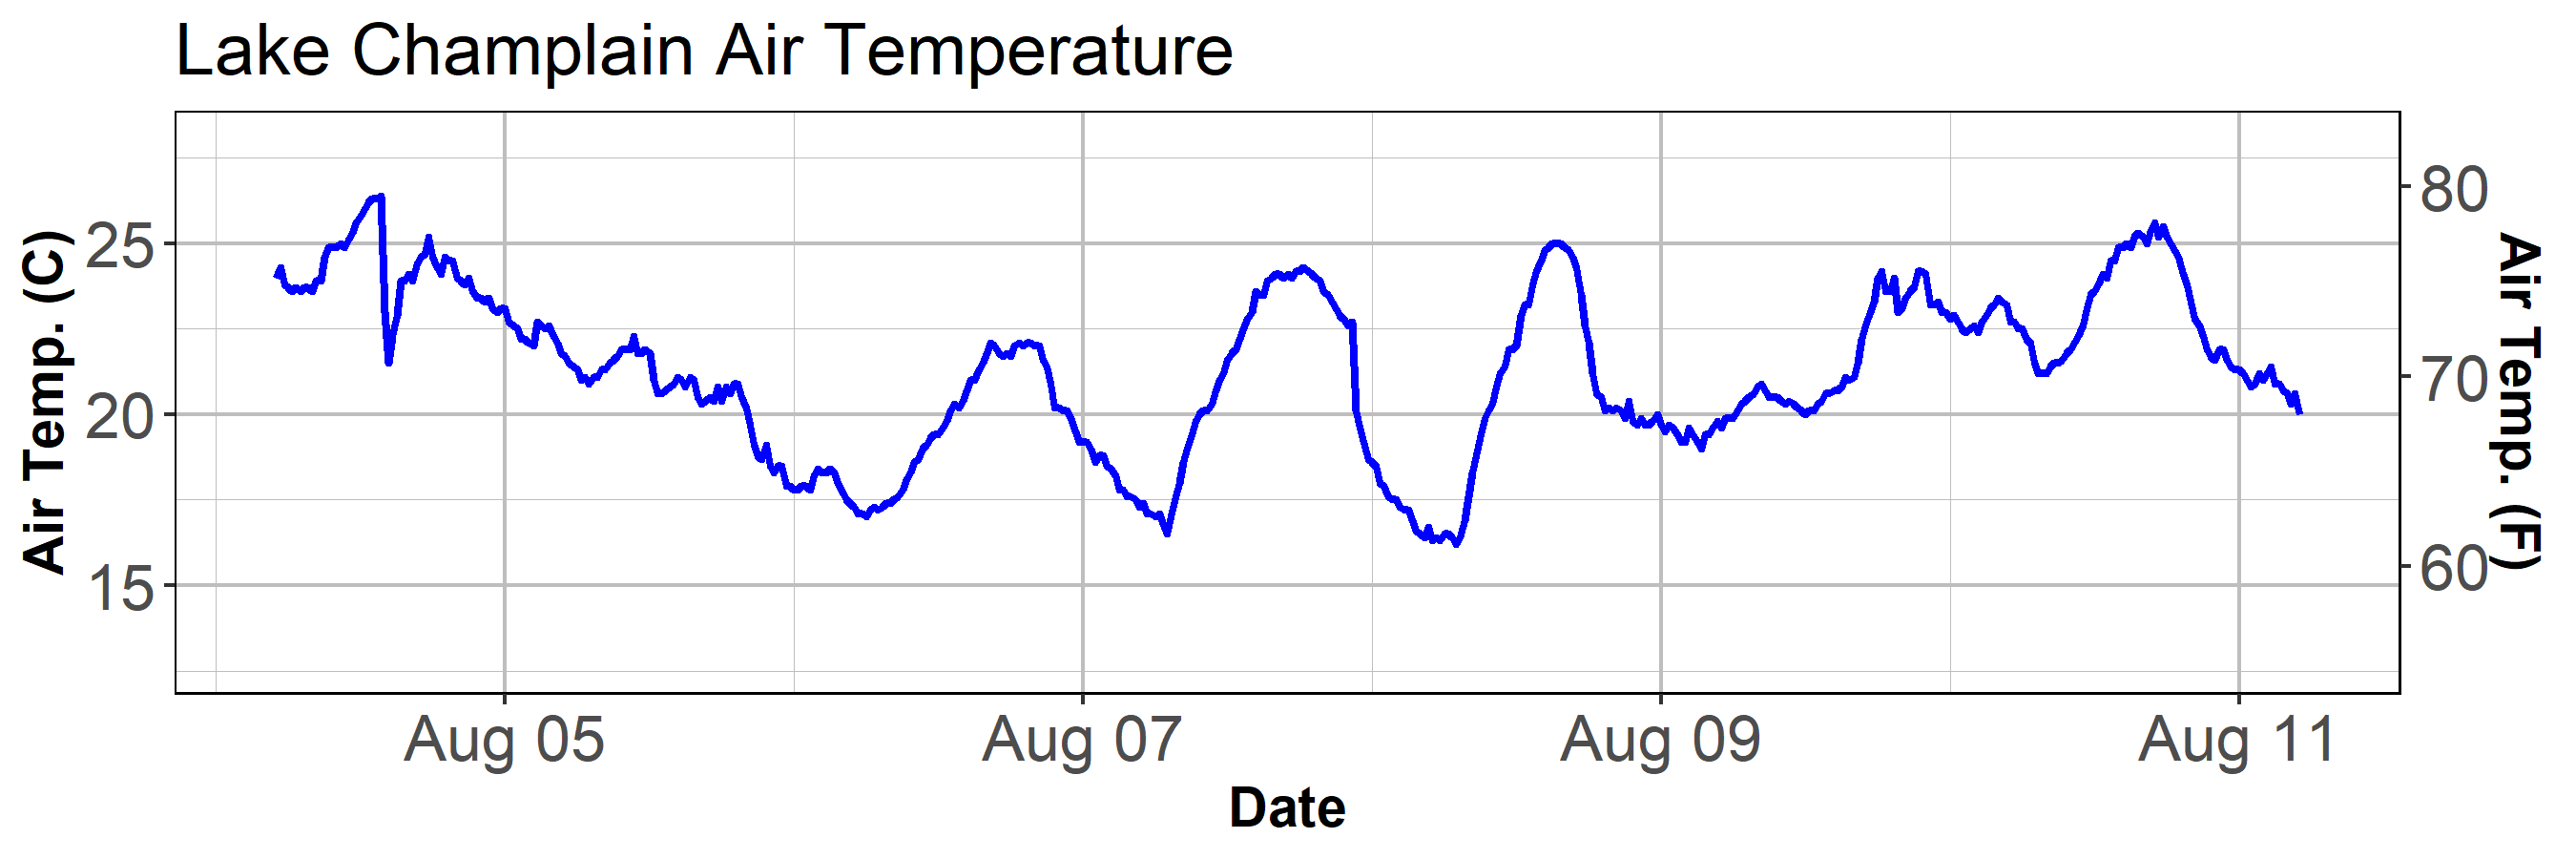 Lake Champlain Air Temperature
Air Temp. (C)
25
20
15
80
70
60
Air Temp. (F)
Aug 05
Aug 07
Aug 09
Aug 11
Date